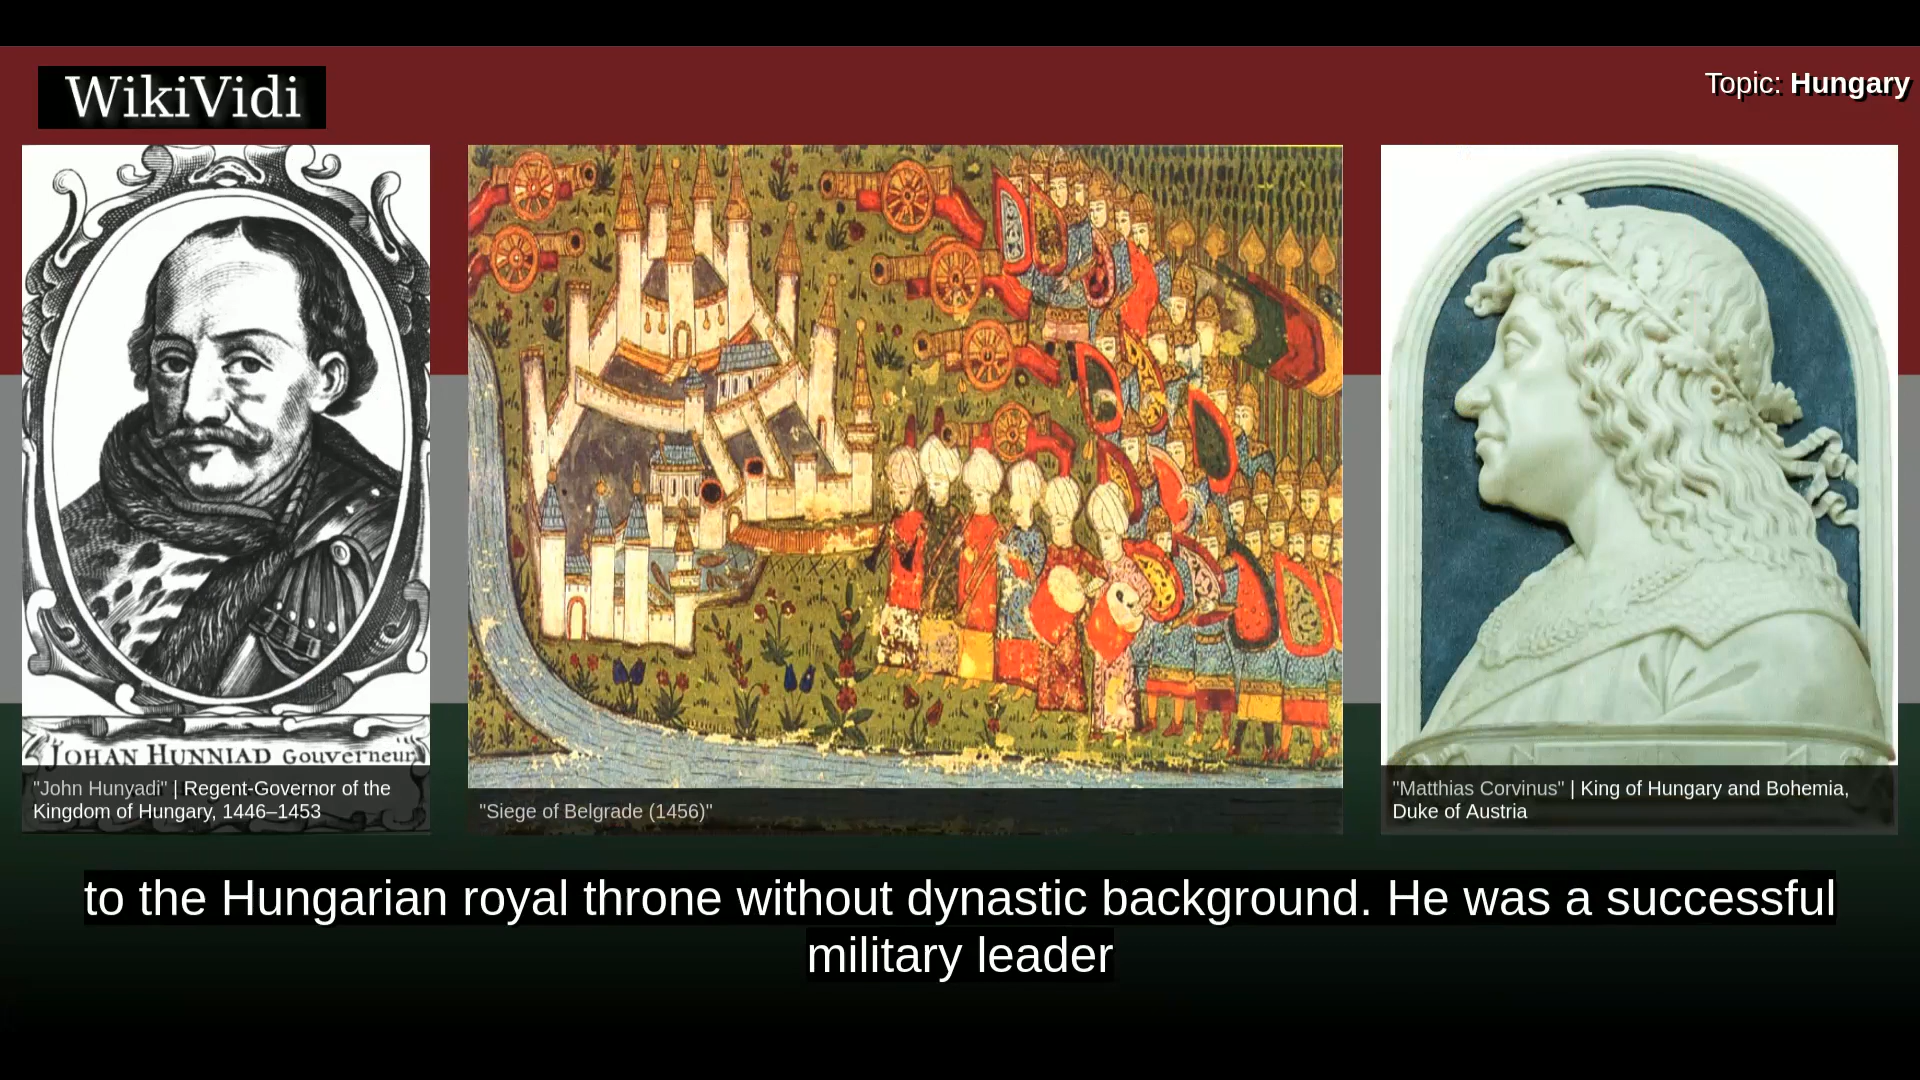 WikiVidi
Topic: Hungary
JOHAN HUNNIAD Gouverneur
"John Hunyadi" | Regent-Governor of the
Kingdom of Hungary, 1446–1453
"Siege of Belgrade (1456)"
"Matthias Corvinus" | King of Hungary and Bohemia,
Duke of Austria
to the Hungarian royal throne without dynastic background. He was a successful
military leader